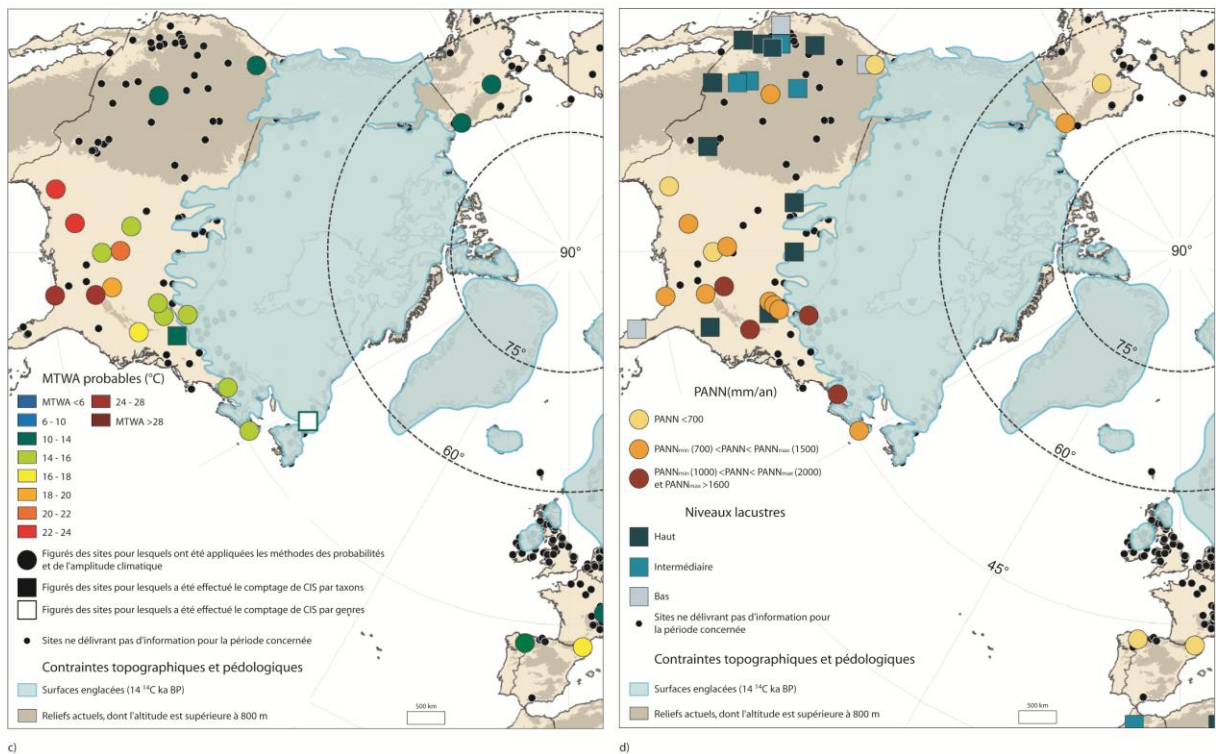 90°
75°
60°
MTWA probables (°C)
MTWA <6
24 - 28
6 - 10
MTWA >28
10 - 14
14 - 16
16 - 18
18 - 20
20 - 22
22 - 24
Figurés des sites pour lesquels ont été appliquées les méthodes des probabilités
et de l'amplitude climatique
Figurés des sites pour lesquels a été effectué le comptage de CIS par taxons
Figurés des sites pour lesquels a été effectué le comptage de CIS par genres
Sites ne délivrant pas d'information pour la période concernée
Contraintes topographiques et pédologiques
Surfaces englacées (14 ¹⁴C ka BP)
Reliefs actuels, dont l'altitude est supérieure à 800 m
500 km
c)
90°
75°
60°
45°
PANN(mm/an)
PANN <700
PANNmin (700) <PANN< PANNmax (1500)
PANNmin (1000) <PANN< PANNmax (2000)
et PANNmax >1600
Niveaux lacustres
Haut
Intermédiaire
Bas
Sites ne délivrant pas d'information pour
la période concernée
Contraintes topographiques et pédologiques
Surfaces englacées (14 ¹⁴C ka BP)
Reliefs actuels, dont l'altitude est supérieure à 800 m
500 km
d)